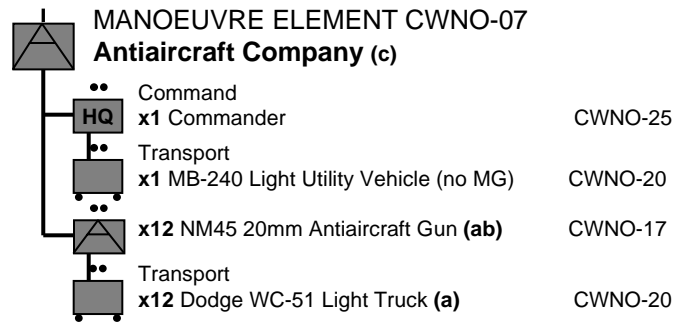 MANOEUVRE ELEMENT CWNO-07
Antiaircraft Company (c)
Command
HQ x1 Commander CWNO-25
Transport
x1 MB-240 Light Utility Vehicle (no MG) CWNO-20
x12 NM45 20mm Antiaircraft Gun (ab) CWNO-17
Transport
x12 Dodge WC-51 Light Truck (a) CWNO-20